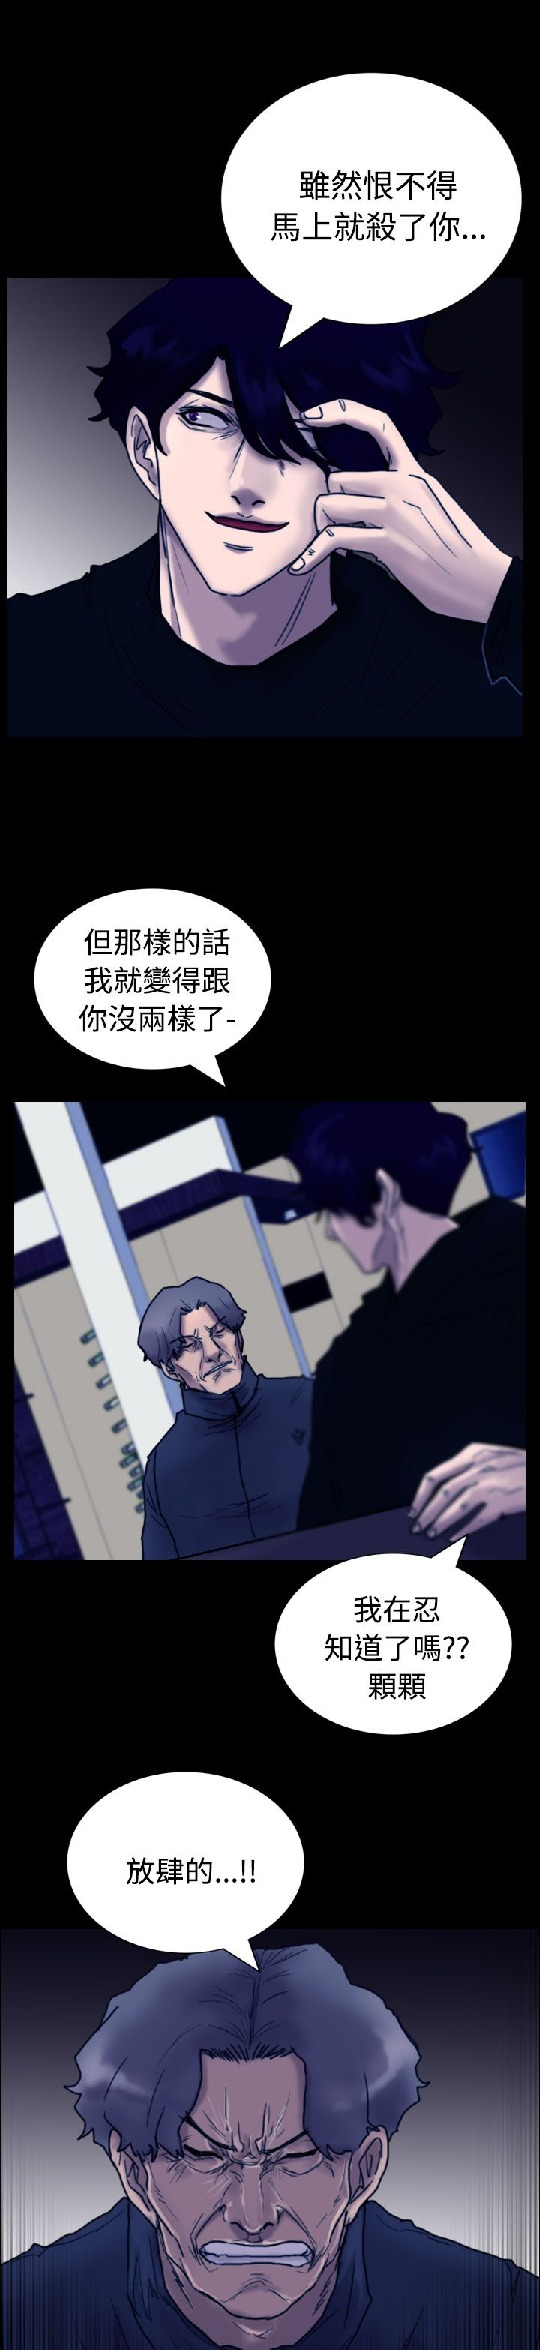 雖然恨不得
馬上就殺了你...
但那樣的話
我就變得跟
你沒兩樣了-
我在忍
知道了嗎??
顆顆
放肆的...!!